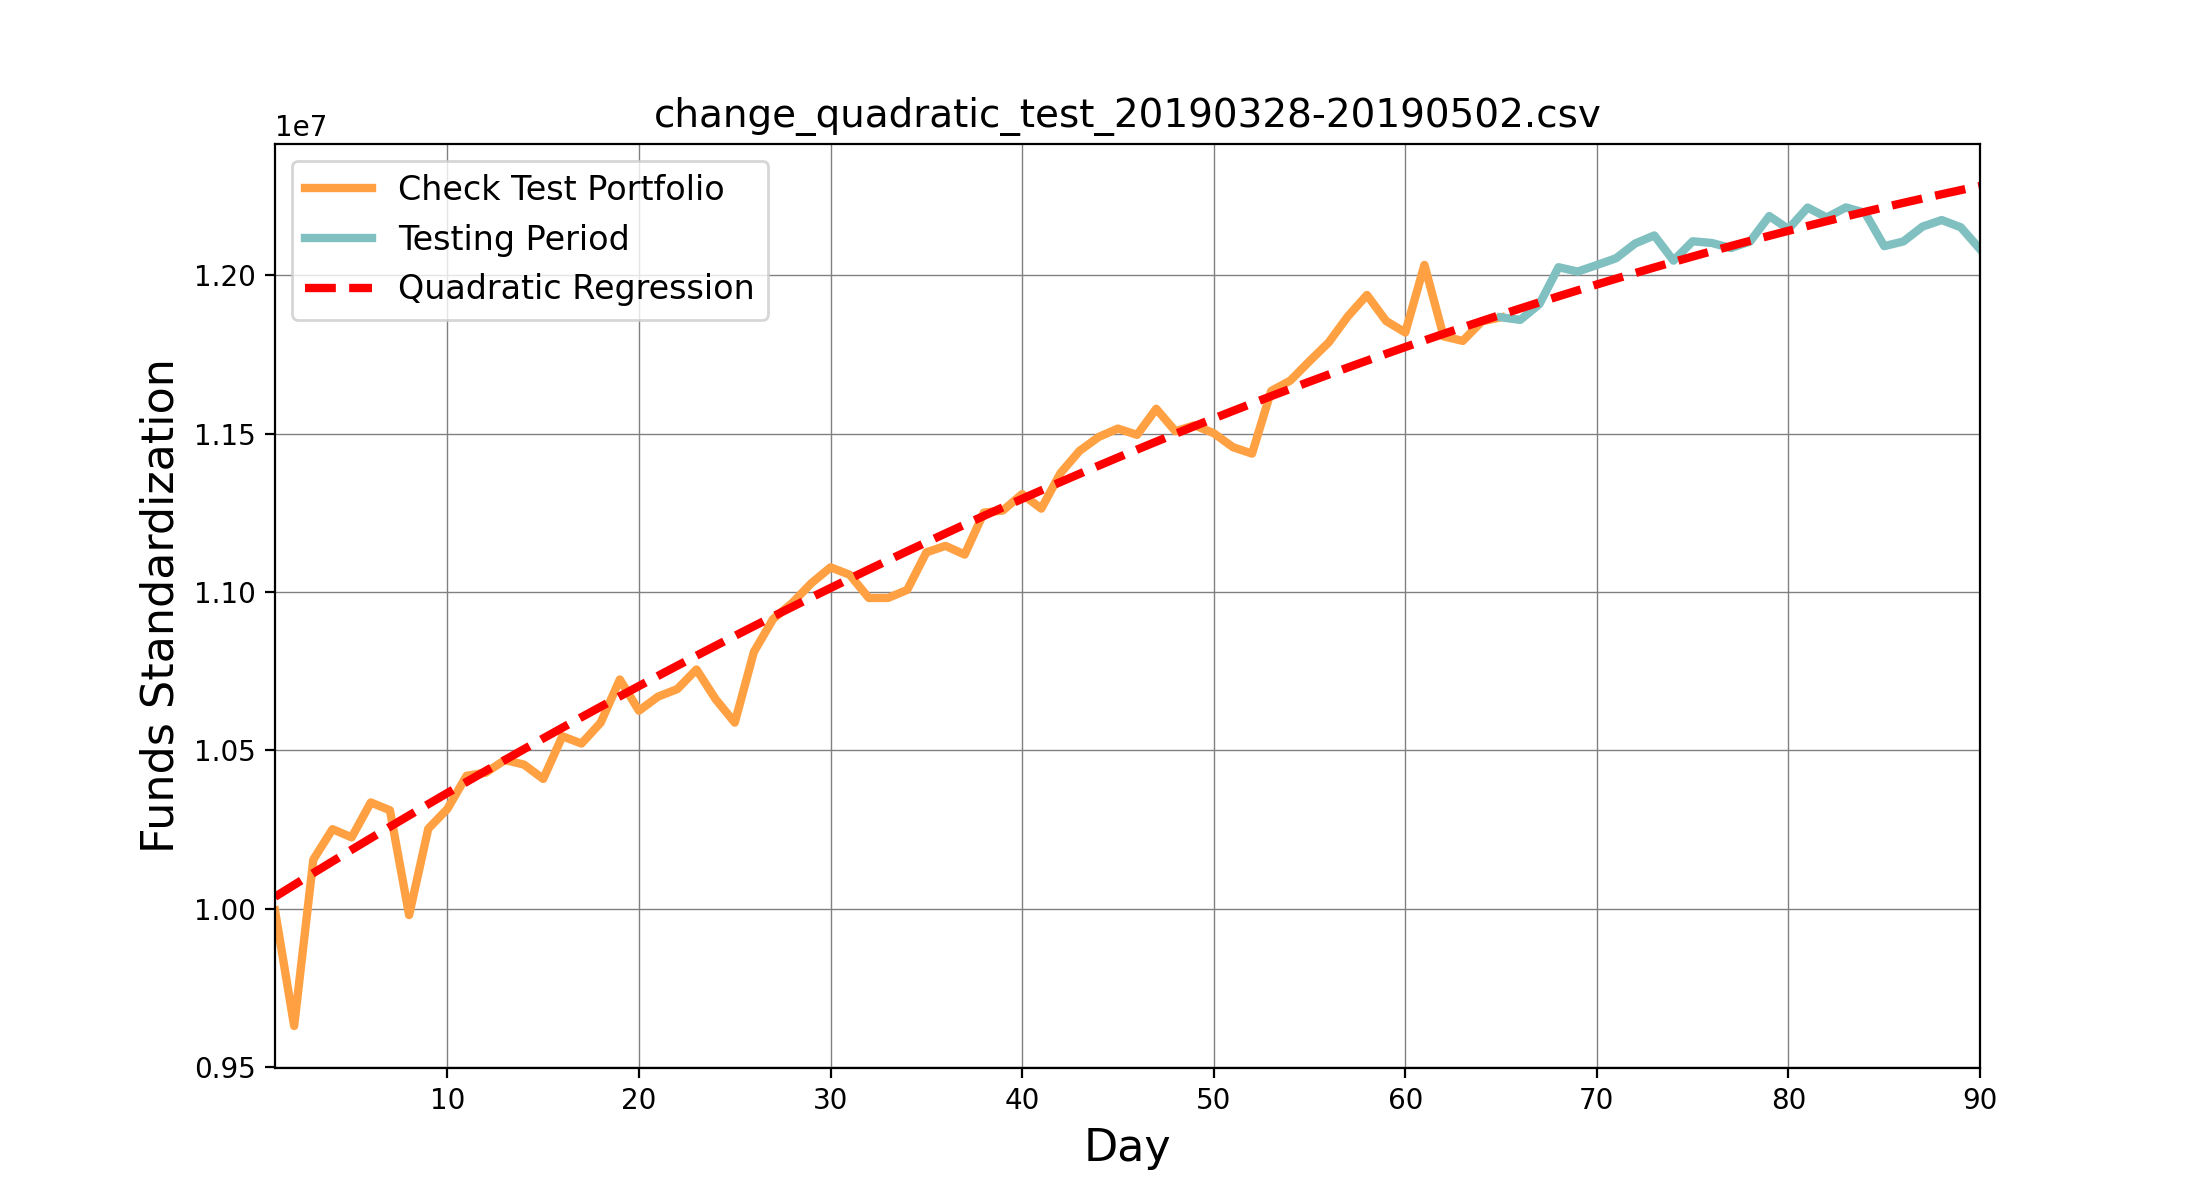 change_quadratic_test_20190328-20190502.csv
1e7
Check Test Portfolio
Testing Period
Quadratic Regression
Funds Standardization
1.20
1.15
1.10
1.05
1.00
0.95
10 20 30 40 50 60 70 80 90
Day